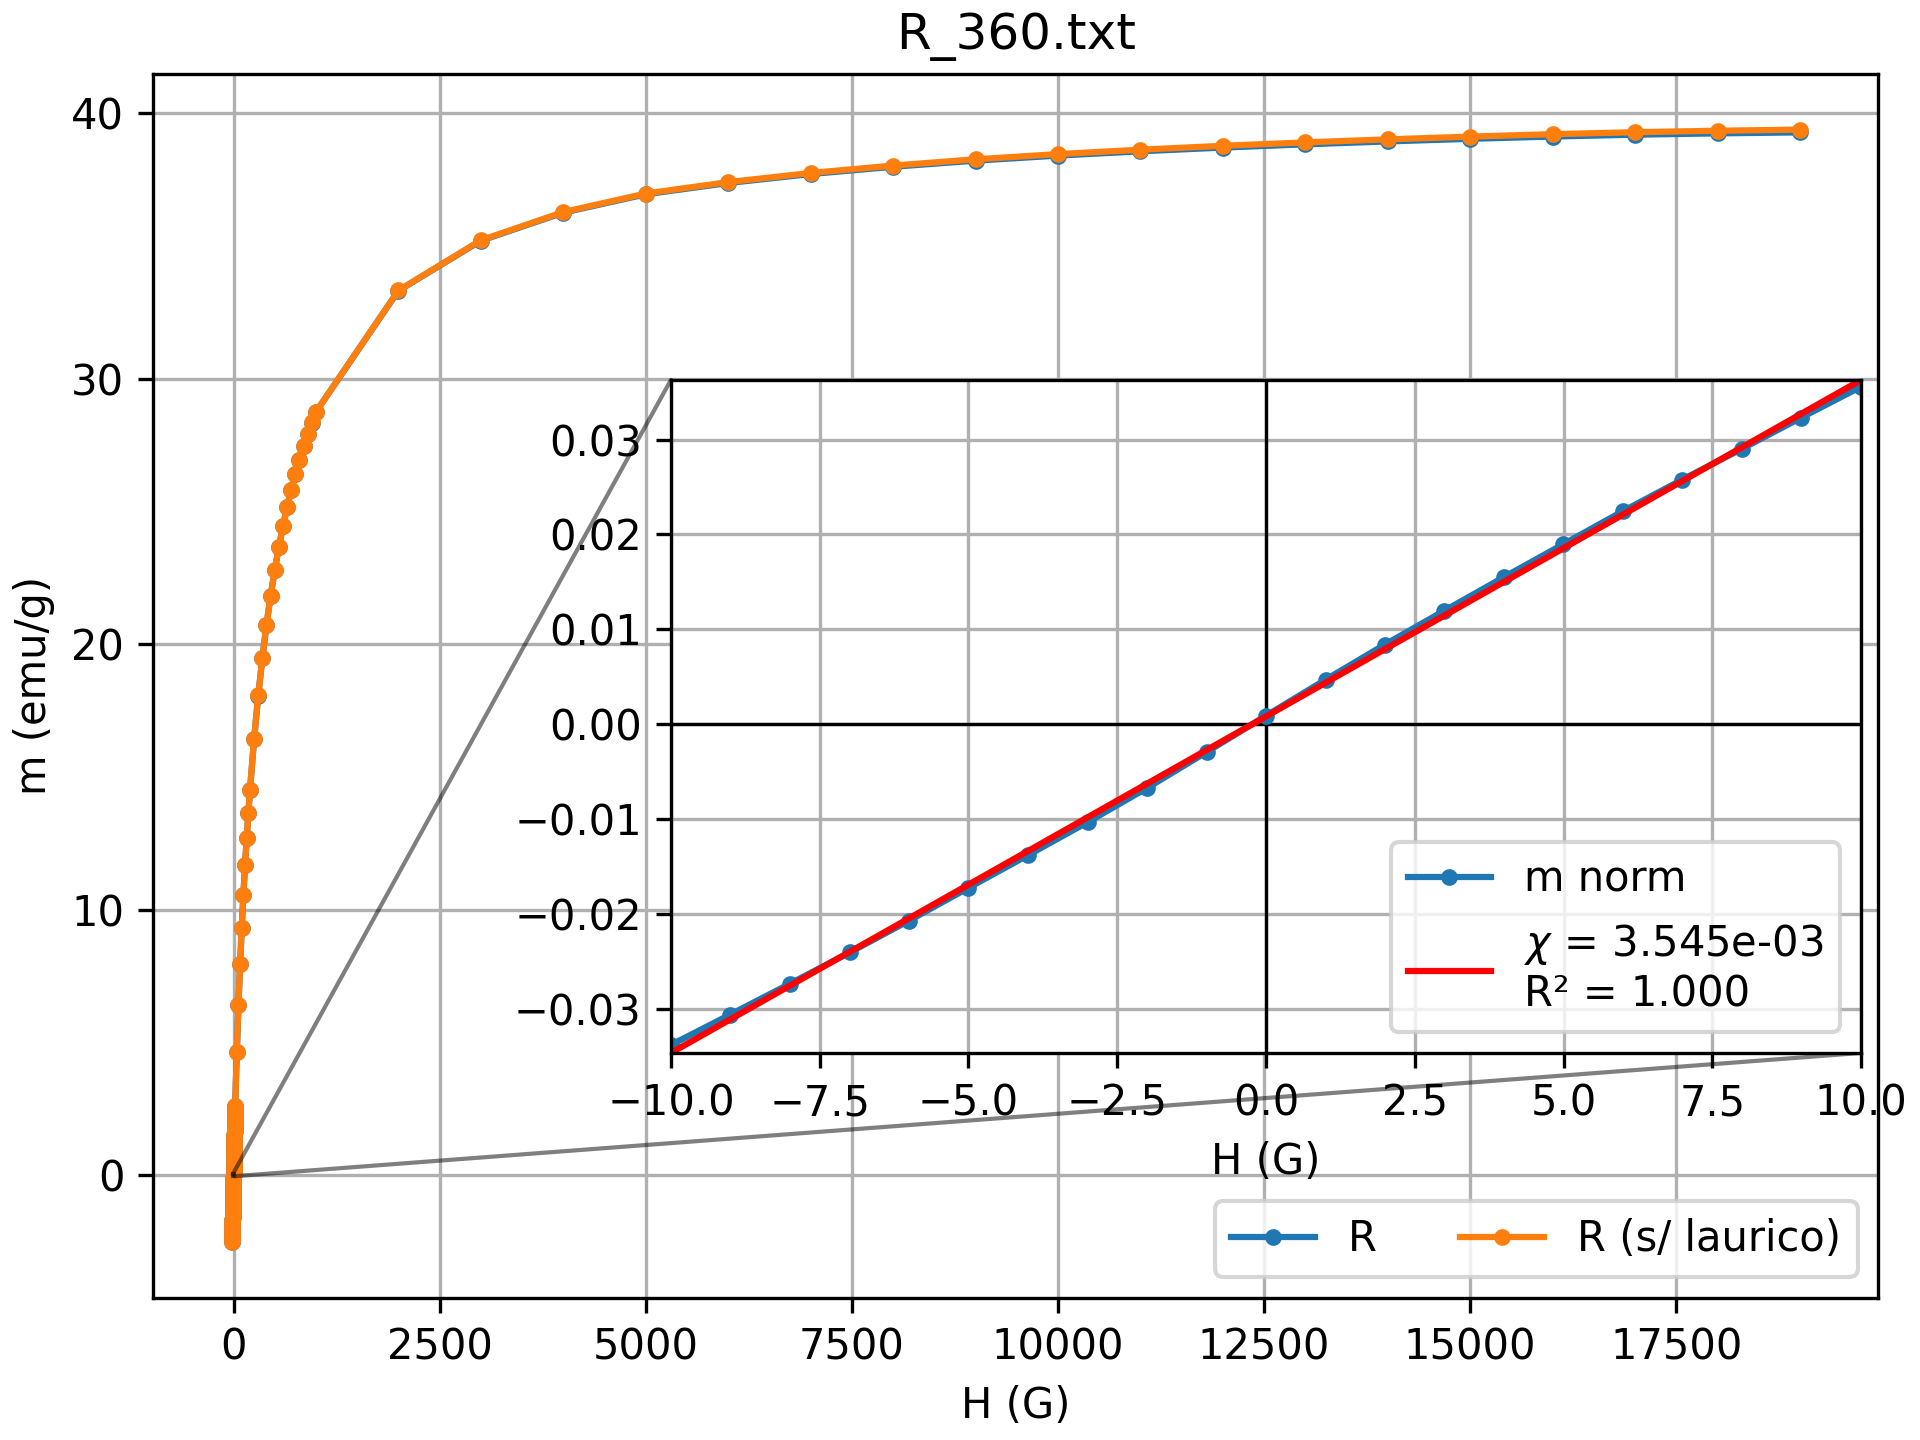 R_360.txt
m (emu/g)
40
30
20
10
0
0.03
0.02
0.01
0.00
−0.01
−0.02
−0.03
m norm
χ = 3.545e-03
R² = 1.000
−10.0 −7.5 −5.0 −2.5 0.0 2.5 5.0 7.5 10.0
H (G)
R R (s/ laurico)
0 2500 5000 7500 10000 12500 15000 17500
H (G)